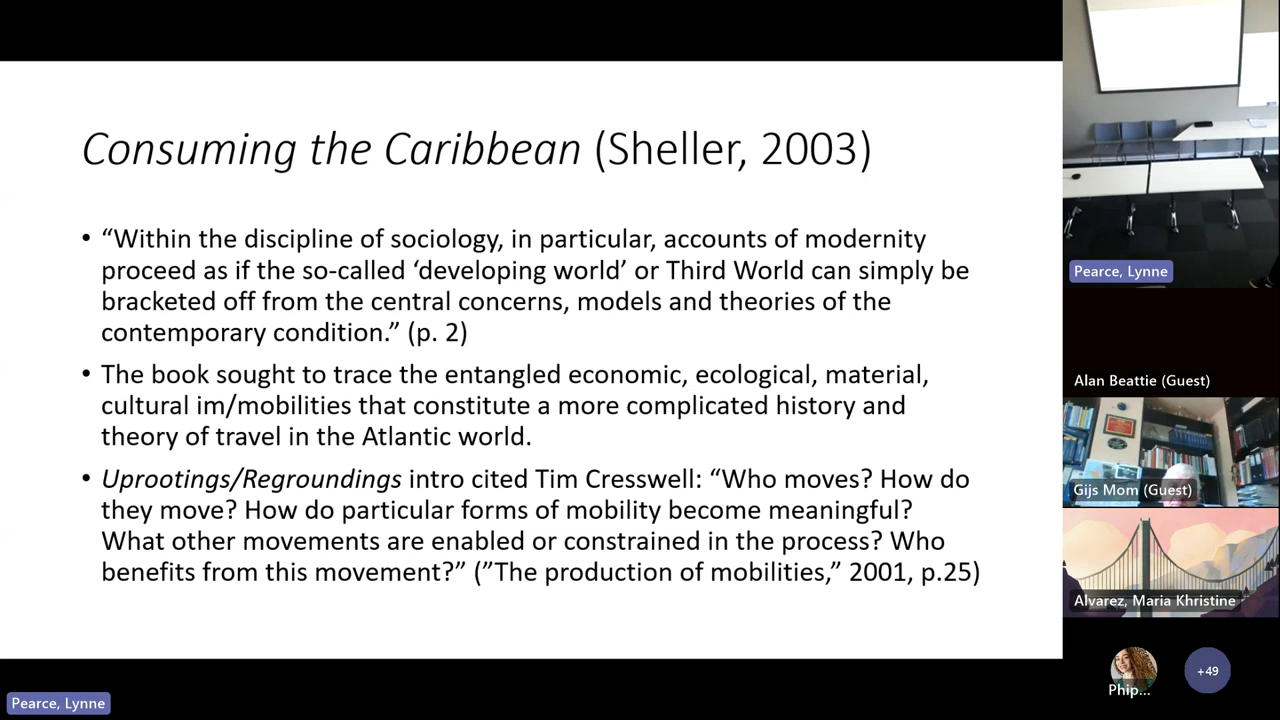 Consuming the Caribbean (Sheller, 2003)
• “Within the discipline of sociology, in particular, accounts of modernity
proceed as if the so-called ‘developing world’ or Third World can simply be
bracketed off from the central concerns, models and theories of the
contemporary condition.” (p. 2)
• The book sought to trace the entangled economic, ecological, material,
cultural im/mobilities that constitute a more complicated history and
theory of travel in the Atlantic world.
• Uprootings/Regroundings intro cited Tim Cresswell: “Who moves? How do
they move? How do particular forms of mobility become meaningful?
What other movements are enabled or constrained in the process? Who
benefits from this movement?” (”The production of mobilities,” 2001, p.25)
Pearce, Lynne
Pearce, Lynne
Alan Beattie (Guest)
Gijs Mom (Guest)
Alvarez, Maria Khristine
Phip...
+49